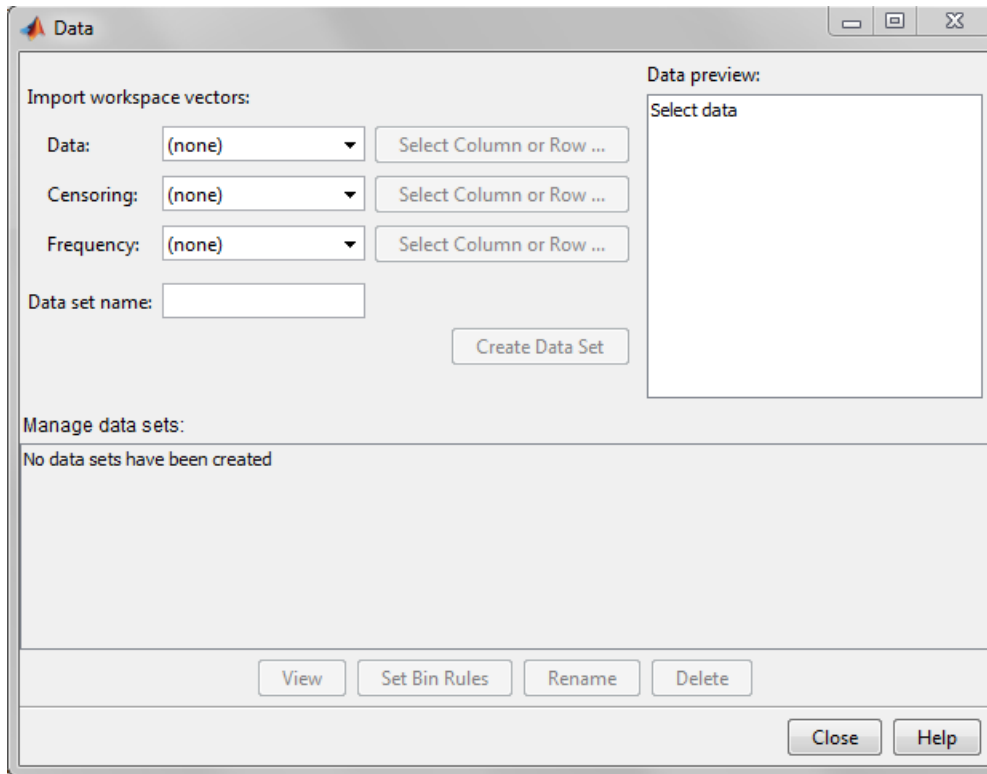 Data
Import workspace vectors:
Data: (none) Select Column or Row ...
Censoring: (none) Select Column or Row ...
Frequency: (none) Select Column or Row ...
Data set name:
Create Data Set
Data preview:
Select data
Manage data sets:
No data sets have been created
View Set Bin Rules Rename Delete
Close Help